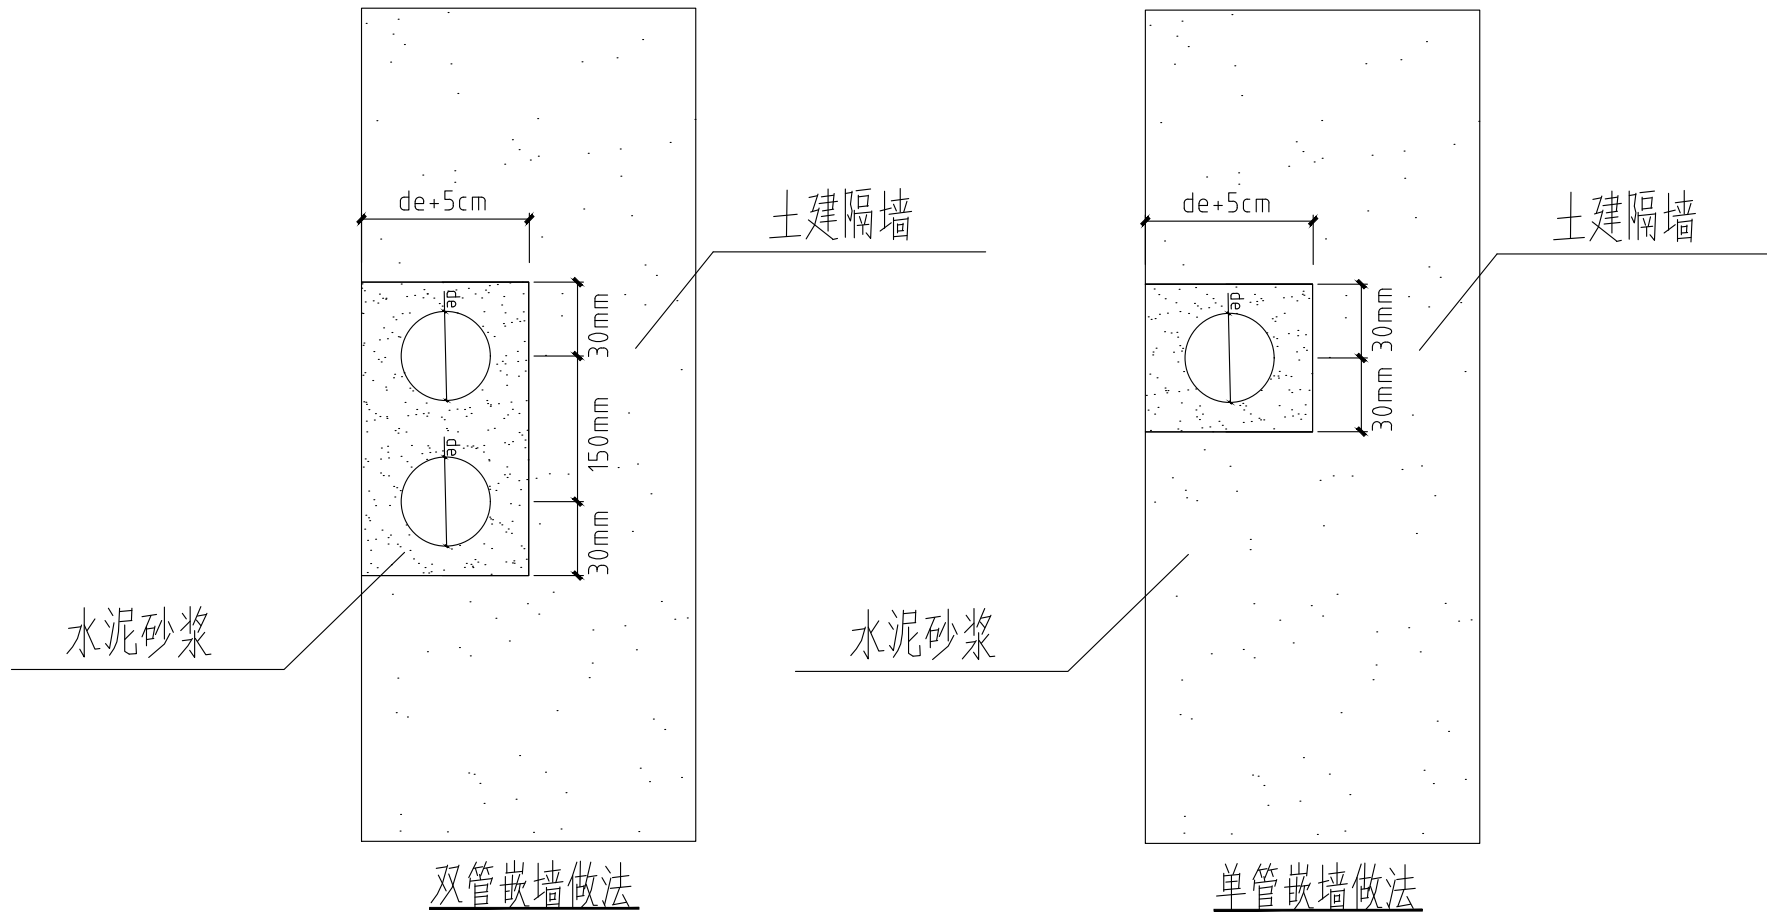 de+5cm
土建隔墙
de
30mm
150mm
de
30mm
水泥砂浆
双管嵌墙做法
de+5cm
土建隔墙
de
30mm
30mm
水泥砂浆
单管嵌墙做法